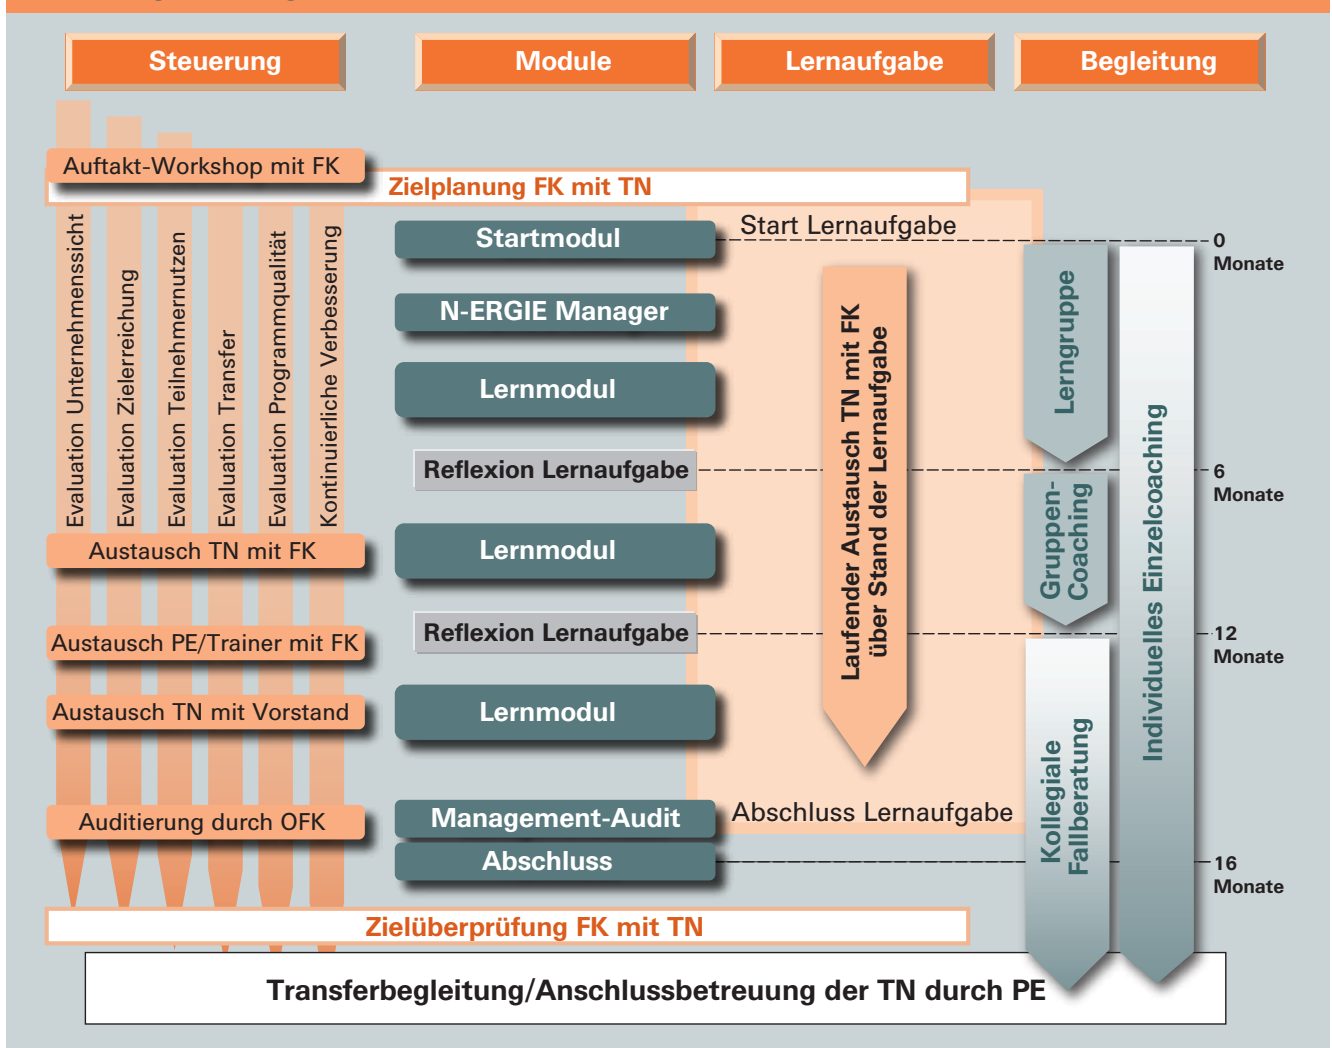 Steuerung
Module
Lernaufgabe
Begleitung
Auftakt-Workshop mit FK
Zielplanung FK mit TN
Evaluation Unternehmenssicht
Evaluation Zielerreichung
Evaluation Teilnehmernutzen
Evaluation Transfer
Evaluation Programmqualität
Kontinuierliche Verbesserung
Austausch TN mit FK
Austausch PE/Trainer mit FK
Austausch TN mit Vorstand
Auditierung durch OFK
Startmodul
N-ERGIE Manager
Lernmodul
Reflexion Lernaufgabe
Lernmodul
Reflexion Lernaufgabe
Lernmodul
Management-Audit
Abschluss
Start Lernaufgabe
Laufender Austausch TN mit FK
über Stand der Lernaufgabe
Abschluss Lernaufgabe
Lerngruppe
Gruppen-
Coaching
Kollegiale
Fallberatung
Individuelles Einzelcoaching
0
Monate
6
Monate
12
Monate
16
Monate
Zielüberprüfung FK mit TN
Transferbegleitung/Anschlussbetreuung der TN durch PE